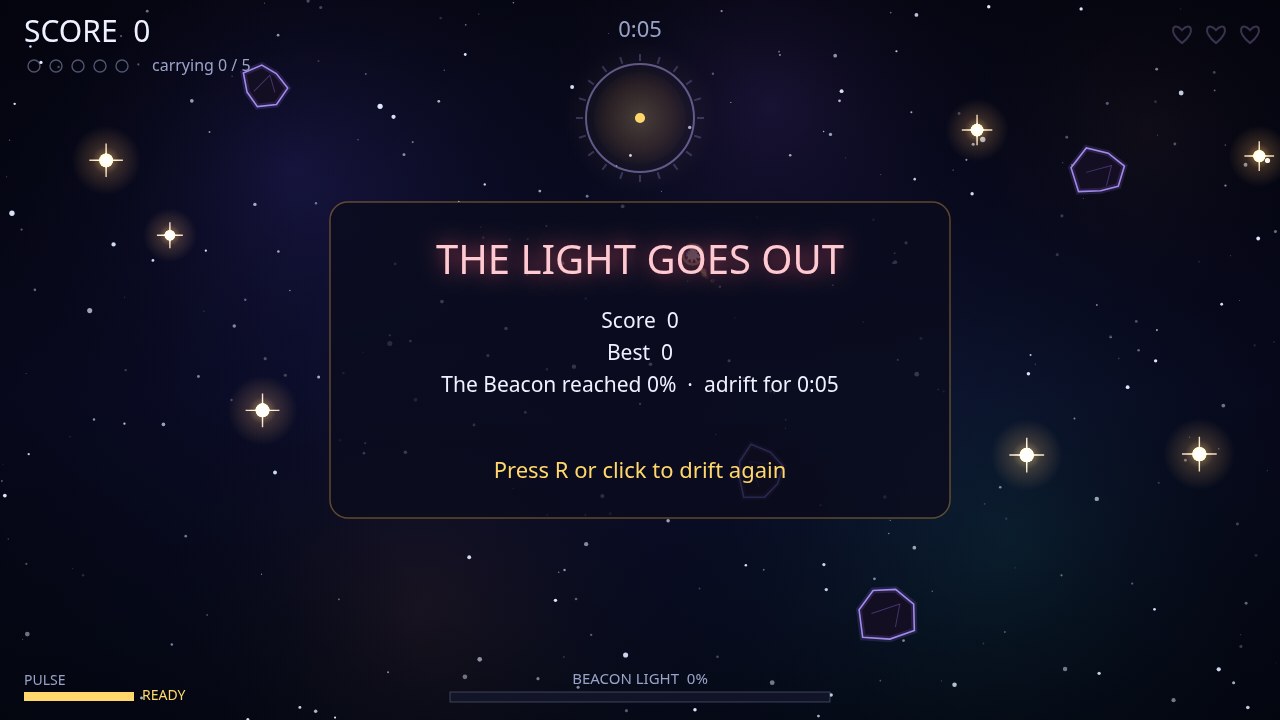 SCORE 0
0:05
carrying 0 / 5
THE LIGHT GOES OUT
Score 0
Best 0
The Beacon reached 0% · adrift for 0:05
Press R or click to drift again
PULSE
READY
BEACON LIGHT 0%